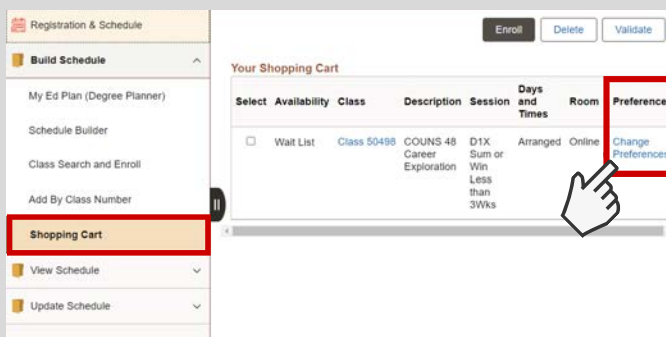 Registration & Schedule
Build Schedule
My Ed Plan (Degree Planner)
Schedule Builder
Class Search and Enroll
Add By Class Number
Shopping Cart
View Schedule
Update Schedule
Enroll Delete Validate
Your Shopping Cart
Select Availability Class Description Session Days and Times Room Preference
Wait List Class 50498 COUNS 48 Career Exploration D1X Sum or Win Less than 3Wks Arranged Online Change Preferences